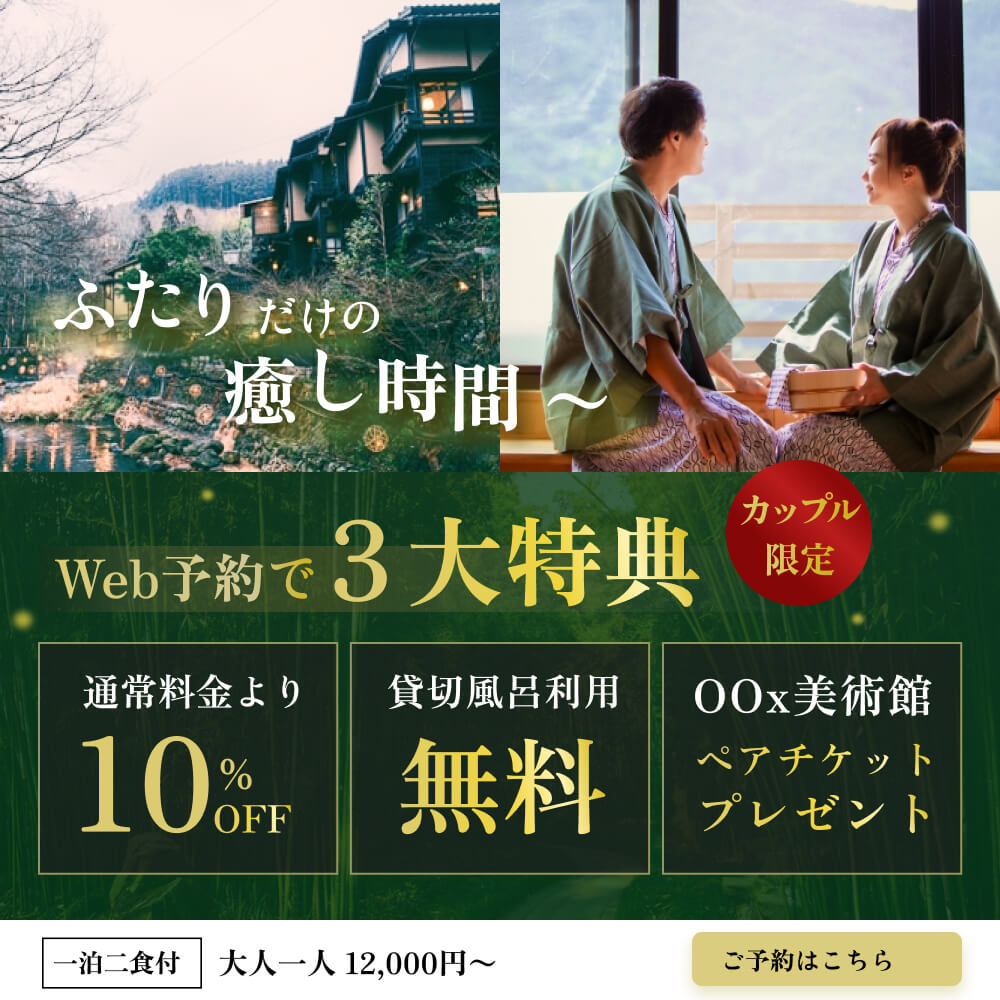 ふたりだけの
癒し時間～
Web予約で3大特典
カップル
限定
通常料金より
10%
OFF
貸切風呂利用
無料
OOx美術館
ペアチケット
プレゼント
一泊二食付
大人一人 12,000円～
ご予約はこちら